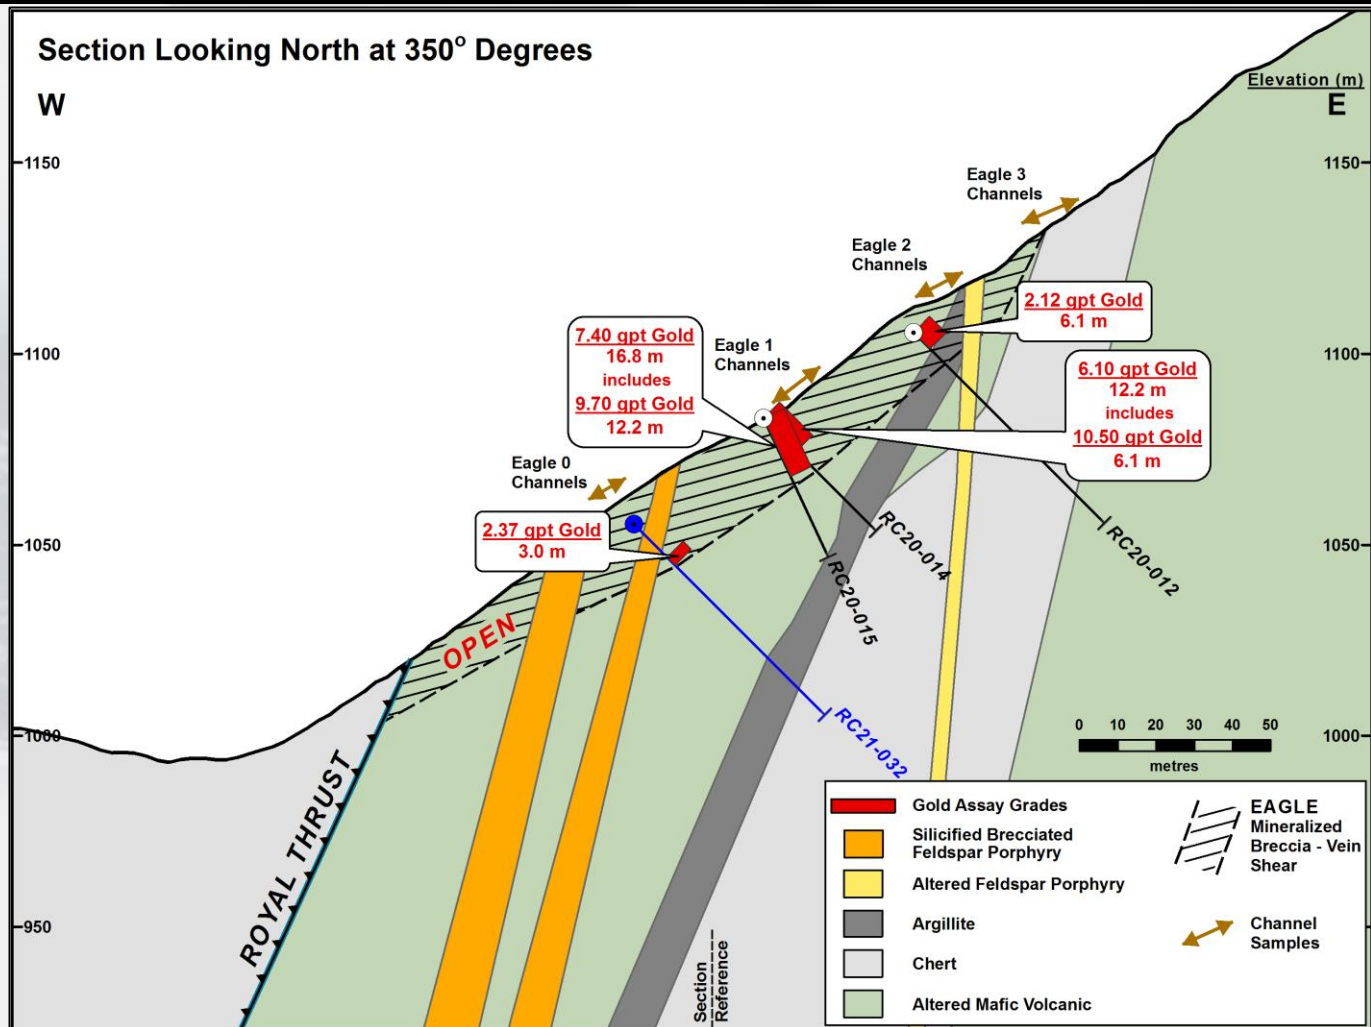 Section Looking North at 350° Degrees
W
Elevation (m)
E
1150
1150
Eagle 3
Channels
Eagle 2
Channels
2.12 gpt Gold
6.1 m
7.40 gpt Gold
16.8 m
includes
9.70 gpt Gold
12.2 m
Eagle 1
Channels
1100
1100
6.10 gpt Gold
12.2 m
includes
10.50 gpt Gold
6.1 m
Eagle 0
Channels
2.37 gpt Gold
3.0 m
1050
1050
RC20-014
RC20-012
RC20-015
OPEN
RC21-032
1000
1000
0 10 20 30 40 50
metres
ROYAL THRUST
950
Section
Reference
Gold Assay Grades
Silicified Brecciated
Feldspar Porphyry
Altered Feldspar Porphyry
Argillite
Chert
Altered Mafic Volcanic
EAGLE
Mineralized
Breccia - Vein
Shear
Channel
Samples